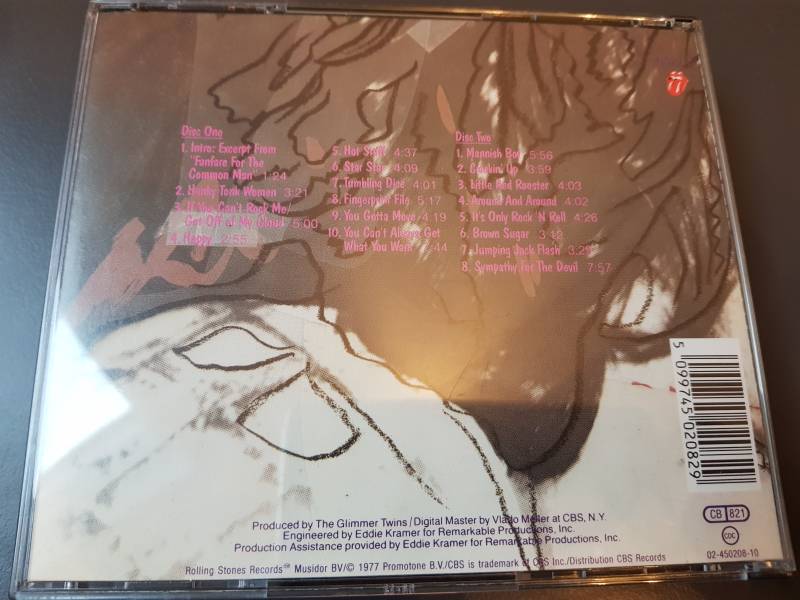 Disc One
1. Intro: Excerpt From
"Fanfare For The
Common Man" 1:24
2. Honky Tonk Women 3:21
3. If You Can't Rock Me/
Get Off of My Cloud 5:00
4. Happy 2:55
5. Hot Stuff 4:37
6. Star Star 4:09
7. Tumbling Dice 4:01
8. Fingerprint File 5:17
9. You Gotta Move 4:19
10. You Can't Always Get
What You Want :44
Disc Two
1. Mannish Boy 5:56
2. Crackin' Up 3:59
3. Little Red Rooster 4:03
4. Around And Around 4:02
5. It's Only Rock 'N Roll 4:26
6. Brown Sugar 3:12
7. Jumping Jack Flash 3:29
8. Sympathy For The Devil 7:57
5 099745 020829
CB 821
CDC
02-450208-10
Produced by The Glimmer Twins/Digital Master by Vlado Meller at CBS, N.Y.
Engineered by Eddie Kramer for Remarkable Productions, Inc.
Production Assistance provided by Eddie Kramer for Remarkable Productions, Inc.
Rolling Stones Records℠ Musidor BV/© 1977 Promotone B.V./CBS is trademark of CBS Inc./Distribution CBS Records